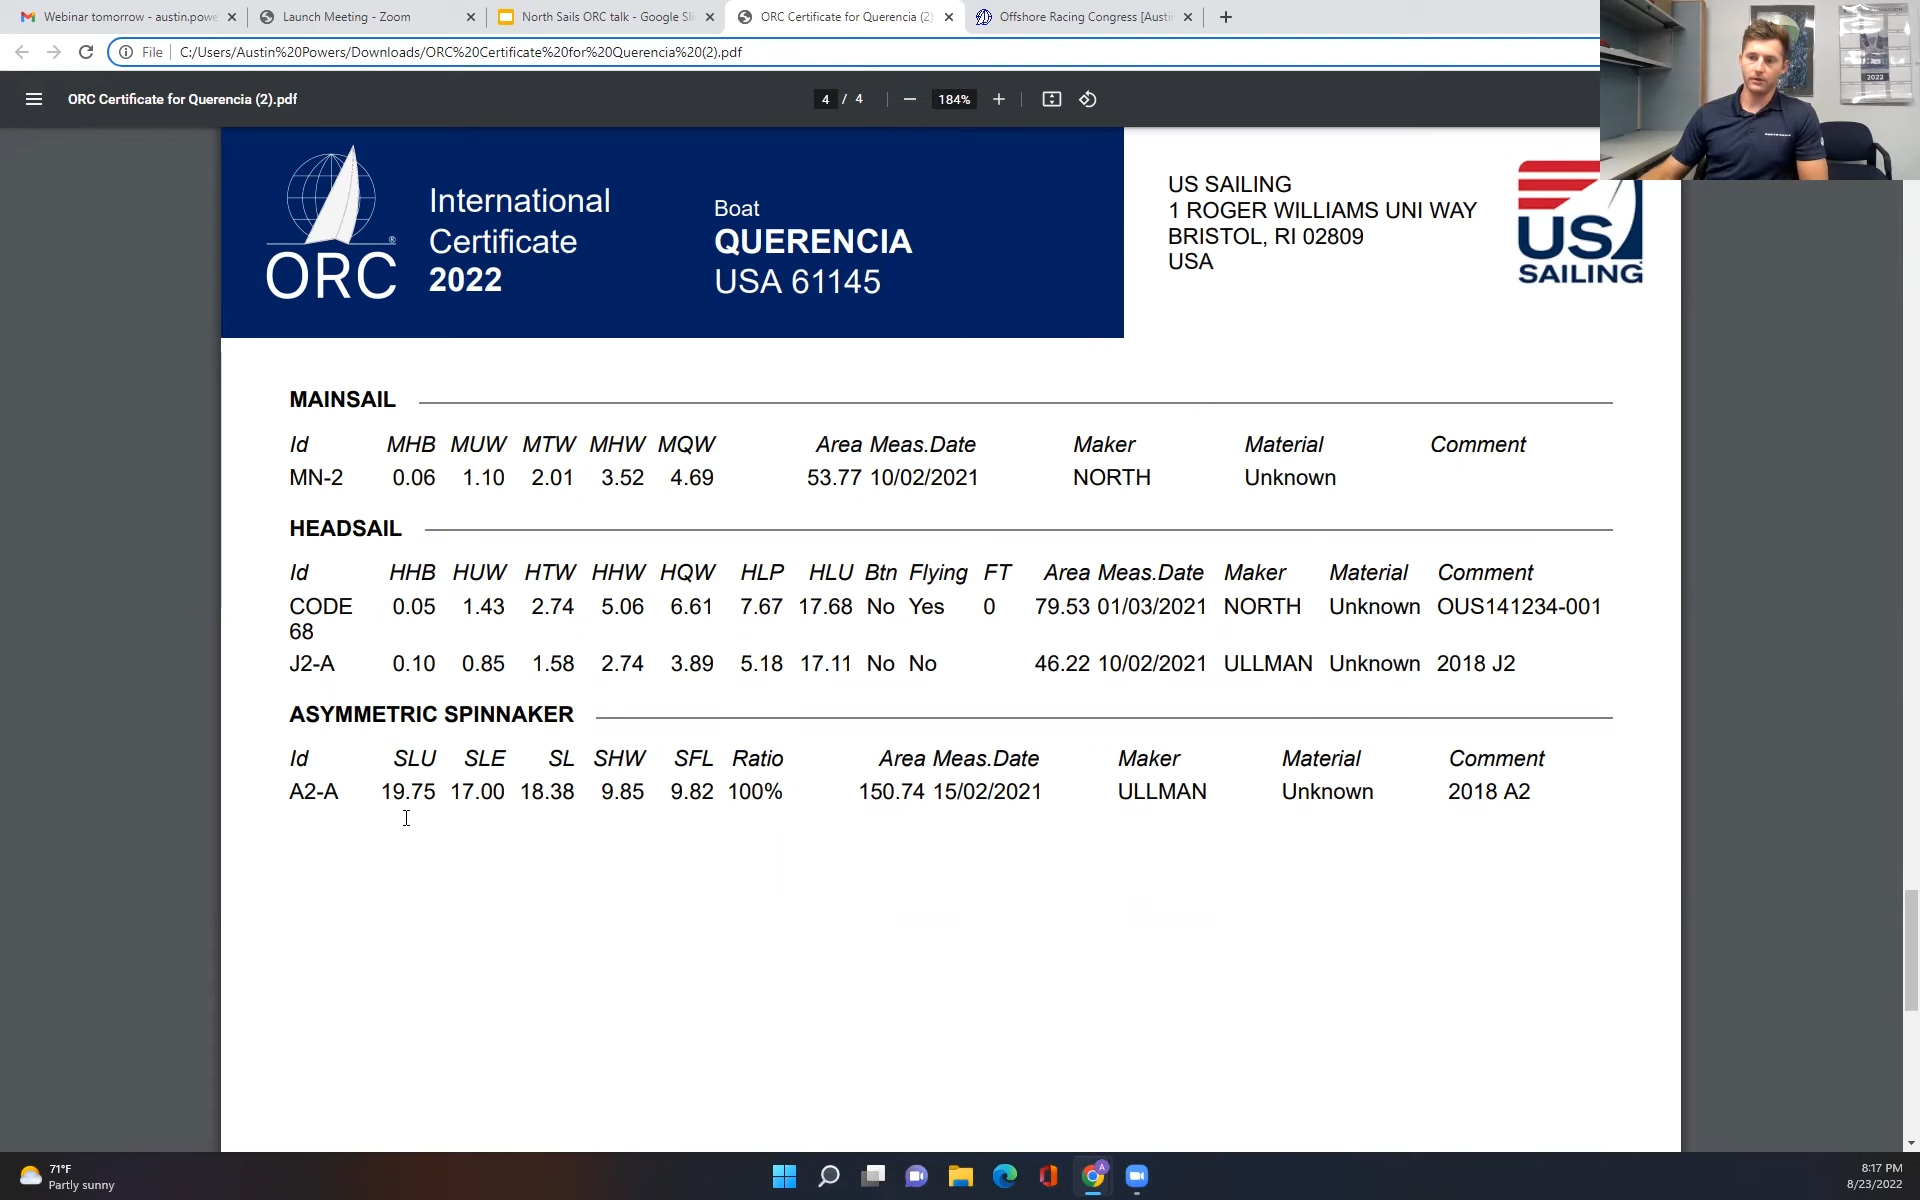 Webinar tomorrow - austin.powe
Launch Meeting - Zoom
North Sails ORC talk - Google Sli
ORC Certificate for Querencia (2)
Offshore Racing Congress [Austi
File C:/Users/Austin%20Powers/Downloads/ORC%20Certificate%20for%20Querencia%20(2).pdf
ORC Certificate for Querencia (2).pdf 4 / 4 184%
2022
ORC
International
Certificate
2022
Boat
QUERENCIA
USA 61145
US SAILING
1 ROGER WILLIAMS UNI WAY
BRISTOL, RI 02809
USA
US
SAILING
MAINSAIL
Id MHB MUW MTW MHW MQW Area Meas.Date Maker Material Comment
MN-2 0.06 1.10 2.01 3.52 4.69 53.77 10/02/2021 NORTH Unknown
HEADSAIL
Id HHB HUW HTW HHW HQW HLP HLU Btn Flying FT Area Meas.Date Maker Material Comment
CODE 0.05 1.43 2.74 5.06 6.61 7.67 17.68 No Yes 0 79.53 01/03/2021 NORTH Unknown OUS141234-001
68
J2-A 0.10 0.85 1.58 2.74 3.89 5.18 17.11 No No 46.22 10/02/2021 ULLMAN Unknown 2018 J2
ASYMMETRIC SPINNAKER
Id SLU SLE SL SHW SFL Ratio Area Meas.Date Maker Material Comment
A2-A 19.75 17.00 18.38 9.85 9.82 100% 150.74 15/02/2021 ULLMAN Unknown 2018 A2
71°F
Partly sunny
A
8:17 PM
8/23/2022